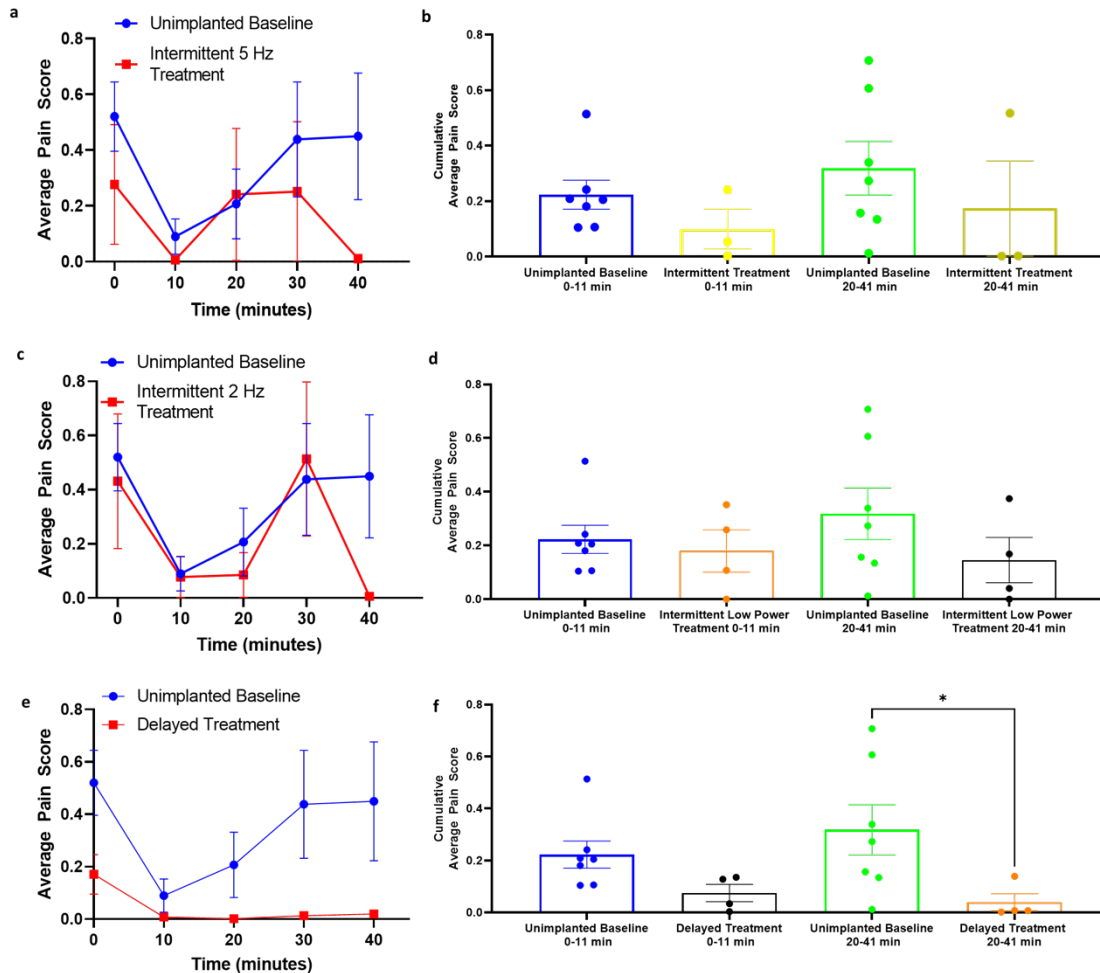 a
Unimplanted Baseline
Intermittent 5 Hz
Treatment
0.8
0.6
0.4
0.2
0.0
Average Pain Score
0
10
20
30
40
Time (minutes)
b
0.8
0.6
0.4
0.2
0.0
Cumulative
Average Pain Score
Unimplanted Baseline
0-11 min
Intermittent Treatment
0-11 min
Unimplanted Baseline
20-41 min
Intermittent Treatment
20-41 min
c
Unimplanted Baseline
Intermittent 2 Hz
Treatment
0.8
0.6
0.4
0.2
0.0
Average Pain Score
0
10
20
30
40
Time (minutes)
d
0.8
0.6
0.4
0.2
0.0
Cumulative
Average Pain Score
Unimplanted Baseline
0-11 min
Intermittent Low Power
Treatment 0-11 min
Unimplanted Baseline
20-41 min
Intermittent Low Power
Treatment 20-41 min
e
Unimplanted Baseline
Delayed Treatment
0.8
0.6
0.4
0.2
0.0
Average Pain Score
0
10
20
30
40
Time (minutes)
f
0.8
0.6
0.4
0.2
0.0
Cumulative
Average Pain Score
*
Unimplanted Baseline
0-11 min
Delayed Treatment
0-11 min
Unimplanted Baseline
20-41 min
Delayed Treatment
20-41 min